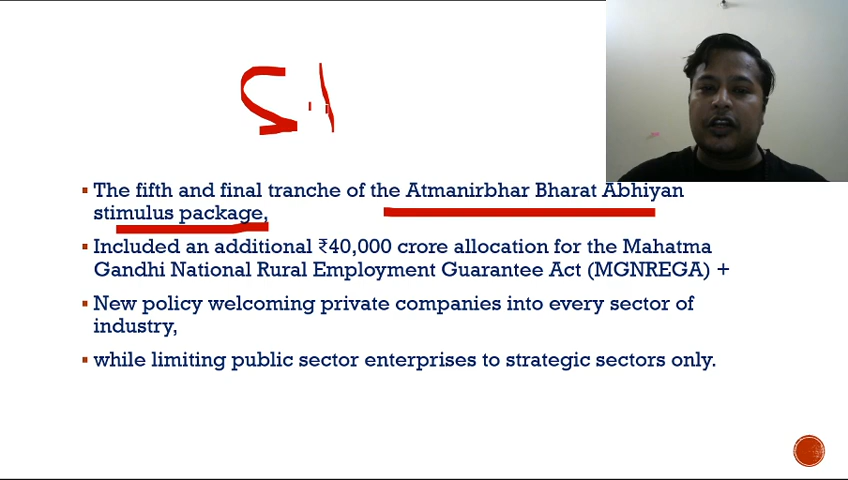 The fifth and final tranche of the Atmanirbhar Bharat Abhiyan
stimulus package,
Included an additional ₹40,000 crore allocation for the Mahatma
Gandhi National Rural Employment Guarantee Act (MGNREGA) +
New policy welcoming private companies into every sector of
industry,
while limiting public sector enterprises to strategic sectors only.